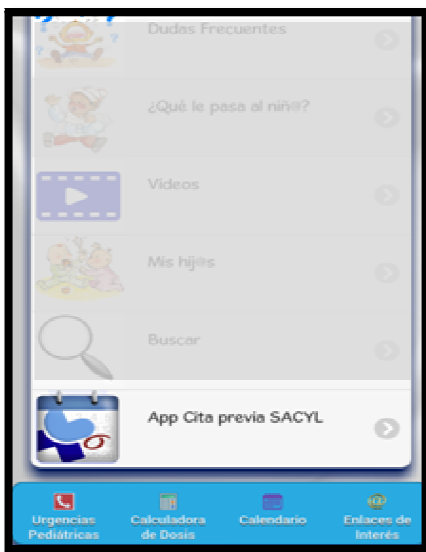 Dudas Frecuentes
¿Qué le pasa al niñ@?
Videos
Mis hij@s
Buscar
App Cita previa SACYL
Urgencias
Pediátricas
Calculadora
de Dosis
Calendario
Enlaces de
Interés